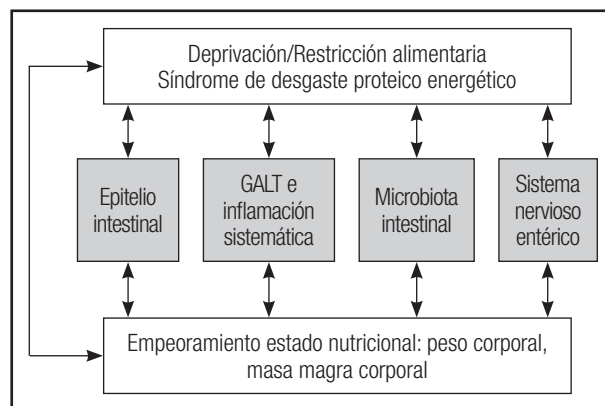 Deprivación/Restricción alimentaria
Síndrome de desgaste proteico energético
Epitelio
intestinal
GALT e
inflamación
sistemática
Microbiota
intestinal
Sistema
nervioso
entérico
Empeoramiento estado nutricional: peso corporal,
masa magra corporal